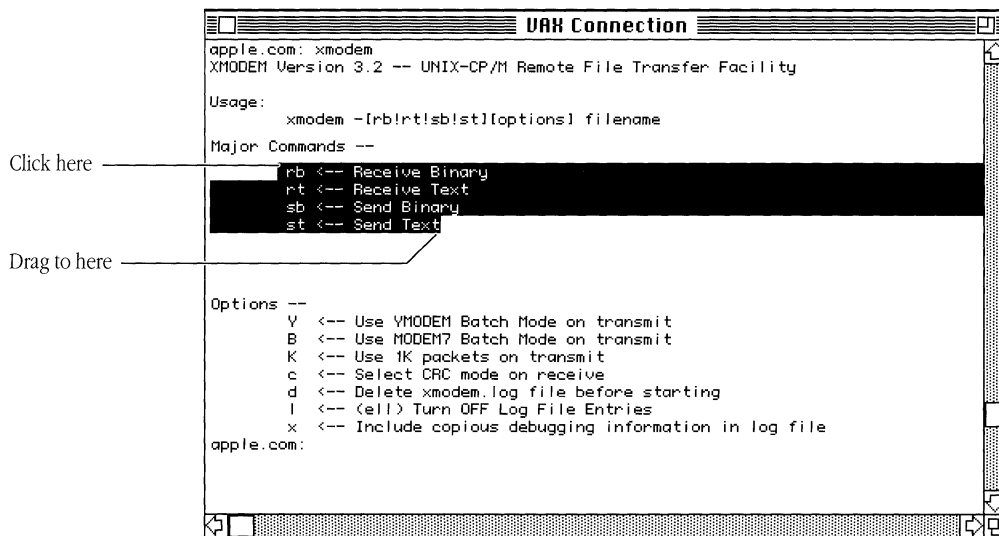 VAX Connection
apple.com: xmodem
XMODEM Version 3.2 -- UNIX-CP/M Remote File Transfer Facility
Usage:
xmodem -[rb!rt!sb!st][options] filename
Major Commands --
Click here
rb <-- Receive Binary
rt <-- Receive Text
sb <-- Send Binary
st <-- Send Text
Drag to here
Options --
Y <-- Use YMODEM Batch Mode on transmit
B <-- Use MODEM7 Batch Mode on transmit
K <-- Use 1K packets on transmit
c <-- Select CRC mode on receive
d <-- Delete xmodem.log file before starting
l <-- (ell) Turn OFF Log File Entries
x <-- Include copious debugging information in log file
apple.com: